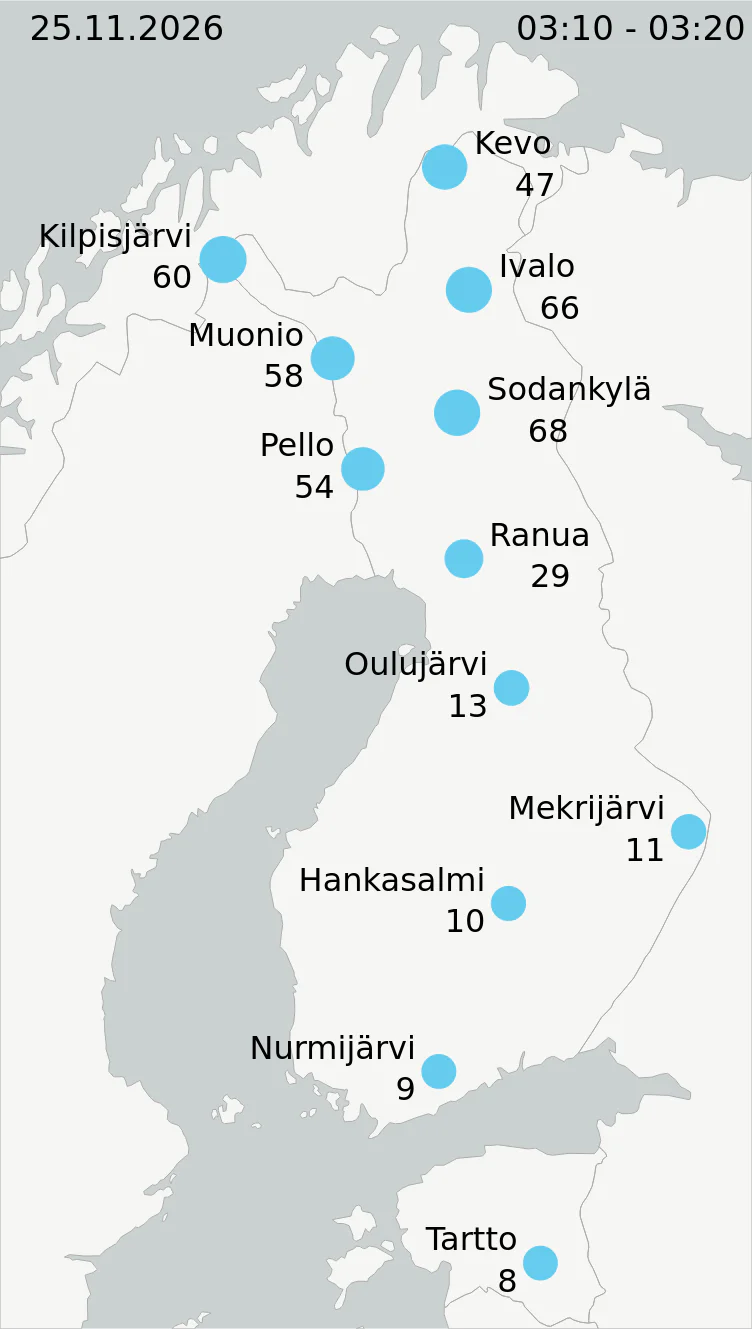 25.11.2026
03:10 - 03:20
Kevo
47
Kilpisjärvi
60
Ivalo
66
Muonio
58
Sodankylä
68
Pello
54
Ranua
29
Oulujärvi
13
Mekrijärvi
11
Hankasalmi
10
Nurmijärvi
9
Tartto
8